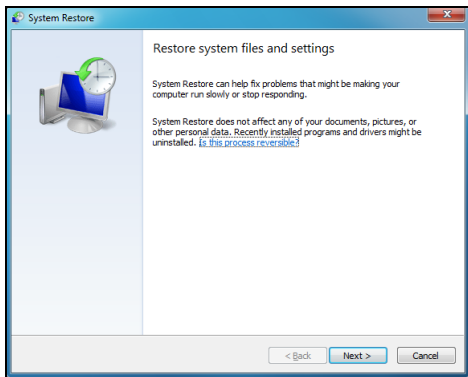 System Restore
Restore system files and settings
System Restore can help fix problems that might be making your
computer run slowly or stop responding.
System Restore does not affect any of your documents, pictures, or
other personal data. Recently installed programs and drivers might be
uninstalled. Is this process reversible?
< Back Next > Cancel